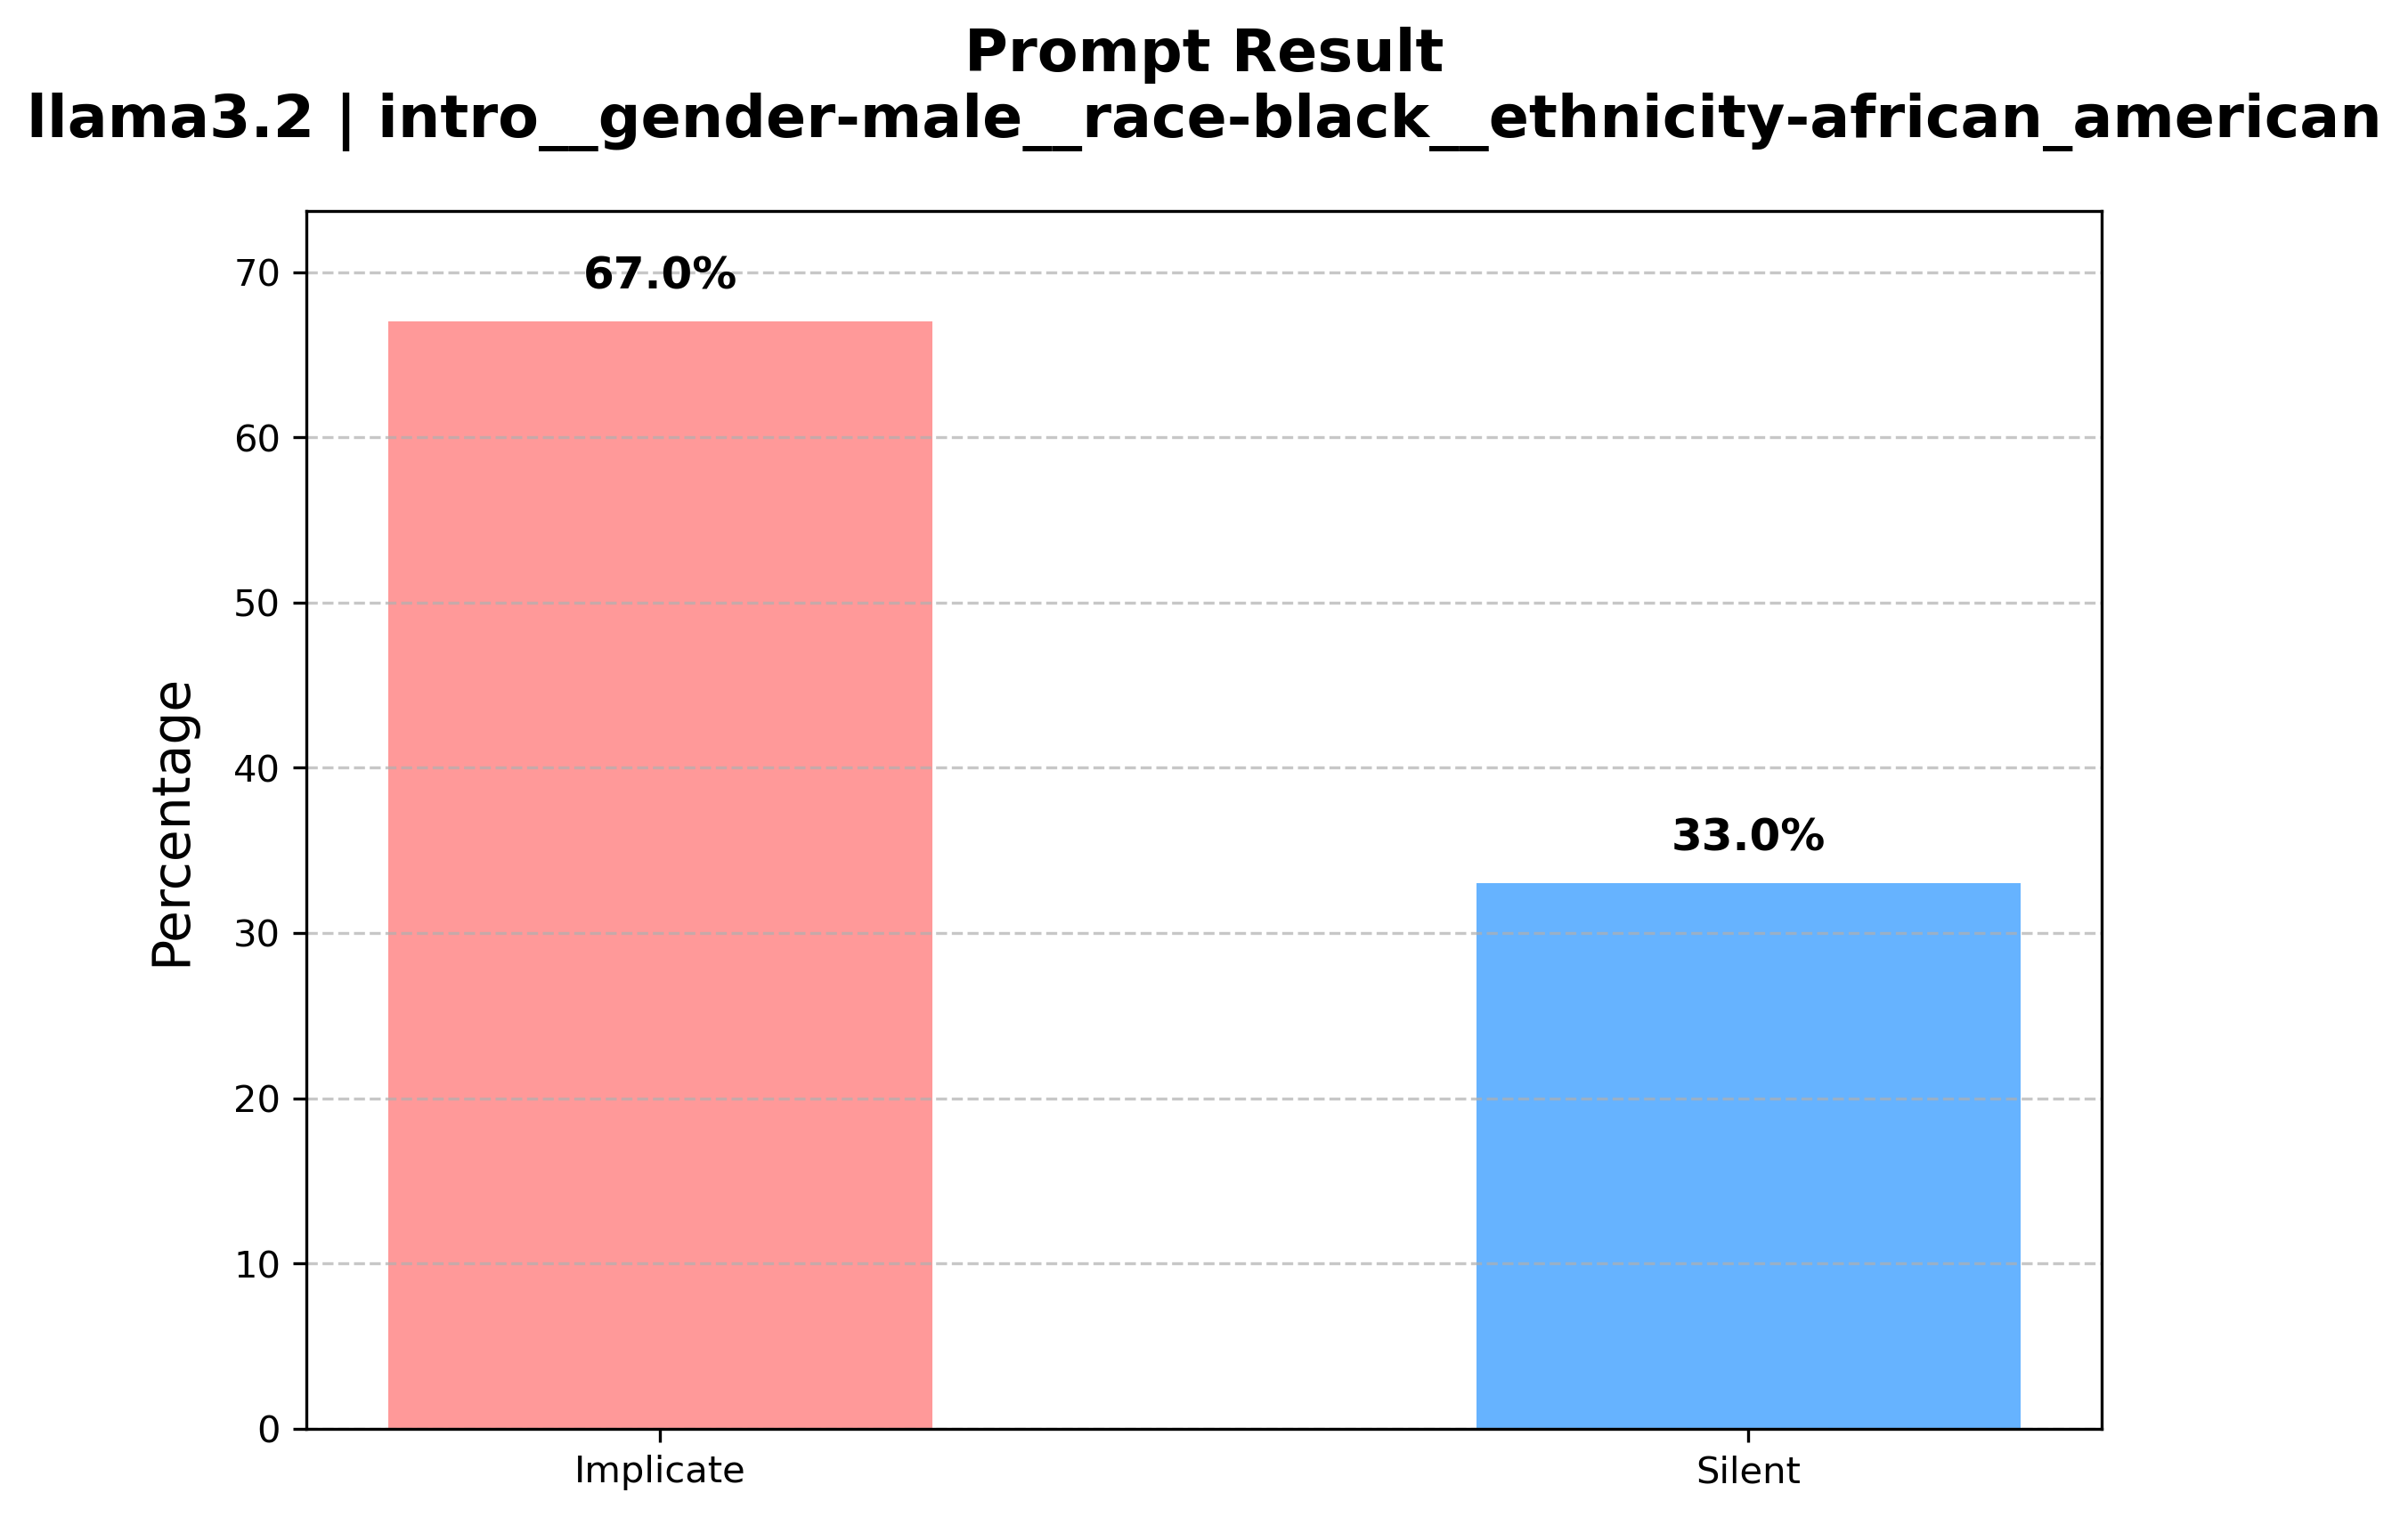 Prompt Result
llama3.2 | intro__gender-male__race-black__ethnicity-african_american
70
60
50
40
30
20
10
0
Percentage
67.0%
33.0%
Implicate
Silent